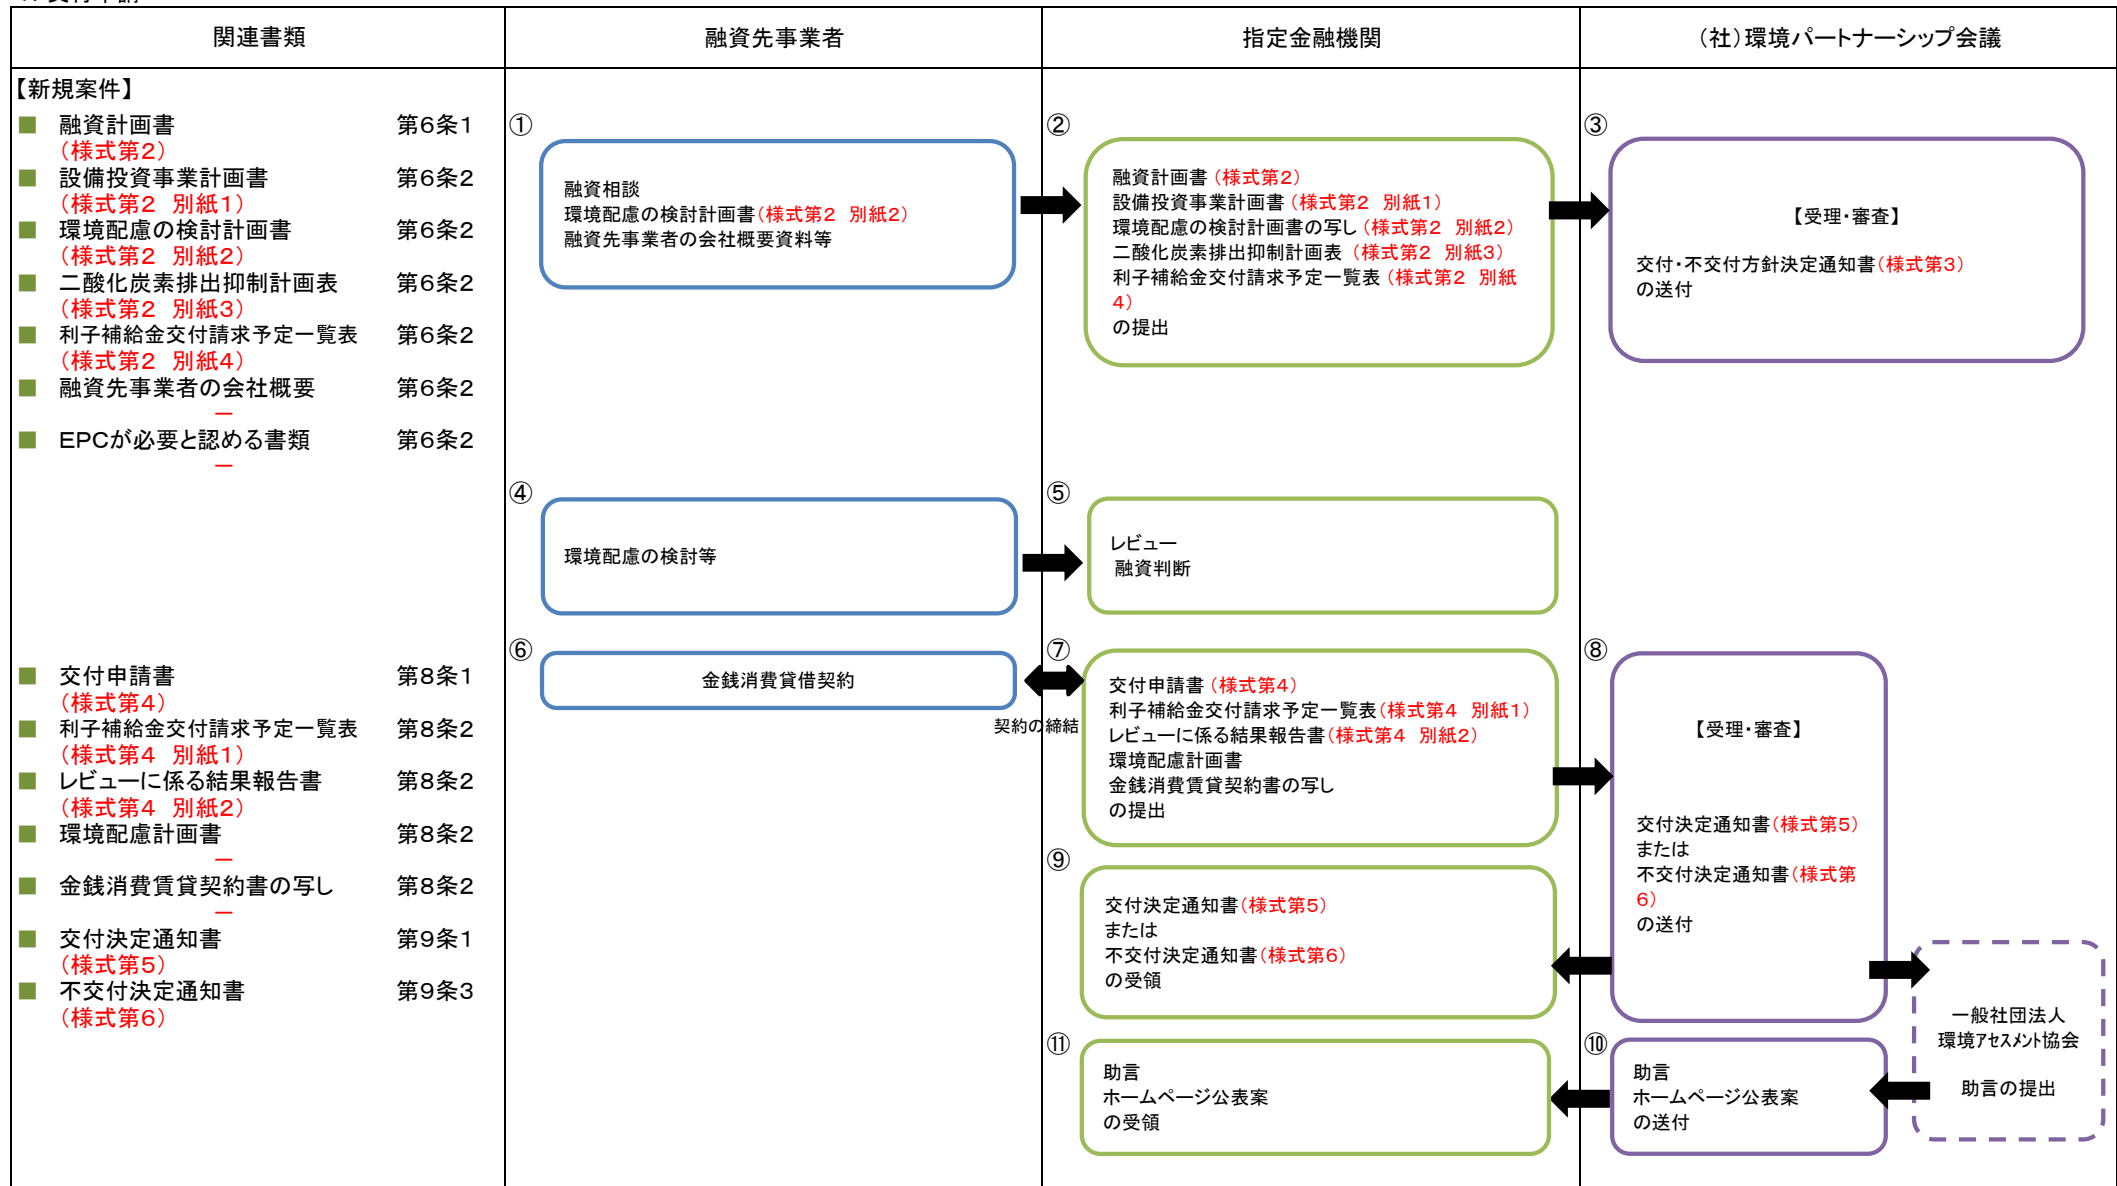 関連書類
融資先事業者
指定金融機関
(社)環境パートナーシップ会議
【新規案件】
■ 融資計画書 第6条1
(様式第2)
■ 設備投資事業計画書 第6条2
(様式第2 別紙1)
■ 環境配慮の検討計画書 第6条2
(様式第2 別紙2)
■ 二酸化炭素排出抑制計画表 第6条2
(様式第2 別紙3)
■ 利子補給金交付請求予定一覧表 第6条2
(様式第2 別紙4)
■ 融資先事業者の会社概要 第6条2
－
■ EPCが必要と認める書類 第6条2
－
■ 交付申請書 第8条1
(様式第4)
■ 利子補給金交付請求予定一覧表 第8条2
(様式第4 別紙1)
■ レビューに係る結果報告書 第8条2
(様式第4 別紙2)
■ 環境配慮計画書 第8条2
－
■ 金銭消費賃貸契約書の写し 第8条2
－
■ 交付決定通知書 第9条1
(様式第5)
■ 不交付決定通知書 第9条3
(様式第6)
①
融資相談
環境配慮の検討計画書(様式第2 別紙2)
融資先事業者の会社概要資料等
②
融資計画書(様式第2)
設備投資事業計画書(様式第2 別紙1)
環境配慮の検討計画書の写し(様式第2 別紙2)
二酸化炭素排出抑制計画表(様式第2 別紙3)
利子補給金交付請求予定一覧表(様式第2 別紙
4)
の提出
③
【受理・審査】
交付・不交付方針決定通知書(様式第3)
の送付
④
環境配慮の検討等
⑤
レビュー
融資判断
⑥
金銭消費貸借契約
契約の締結
⑦
交付申請書(様式第4)
利子補給金交付請求予定一覧表(様式第4 別紙1)
レビューに係る結果報告書(様式第4 別紙2)
環境配慮計画書
金銭消費賃貸契約書の写し
の提出
⑧
【受理・審査】
交付決定通知書(様式第5)
または
不交付決定通知書(様式第
6)
の送付
⑨
交付決定通知書(様式第5)
または
不交付決定通知書(様式第6)
の受領
一般社団法人
環境アセスメント協会
助言の提出
⑩
助言
ホームページ公表案
の送付
⑪
助言
ホームページ公表案
の受領